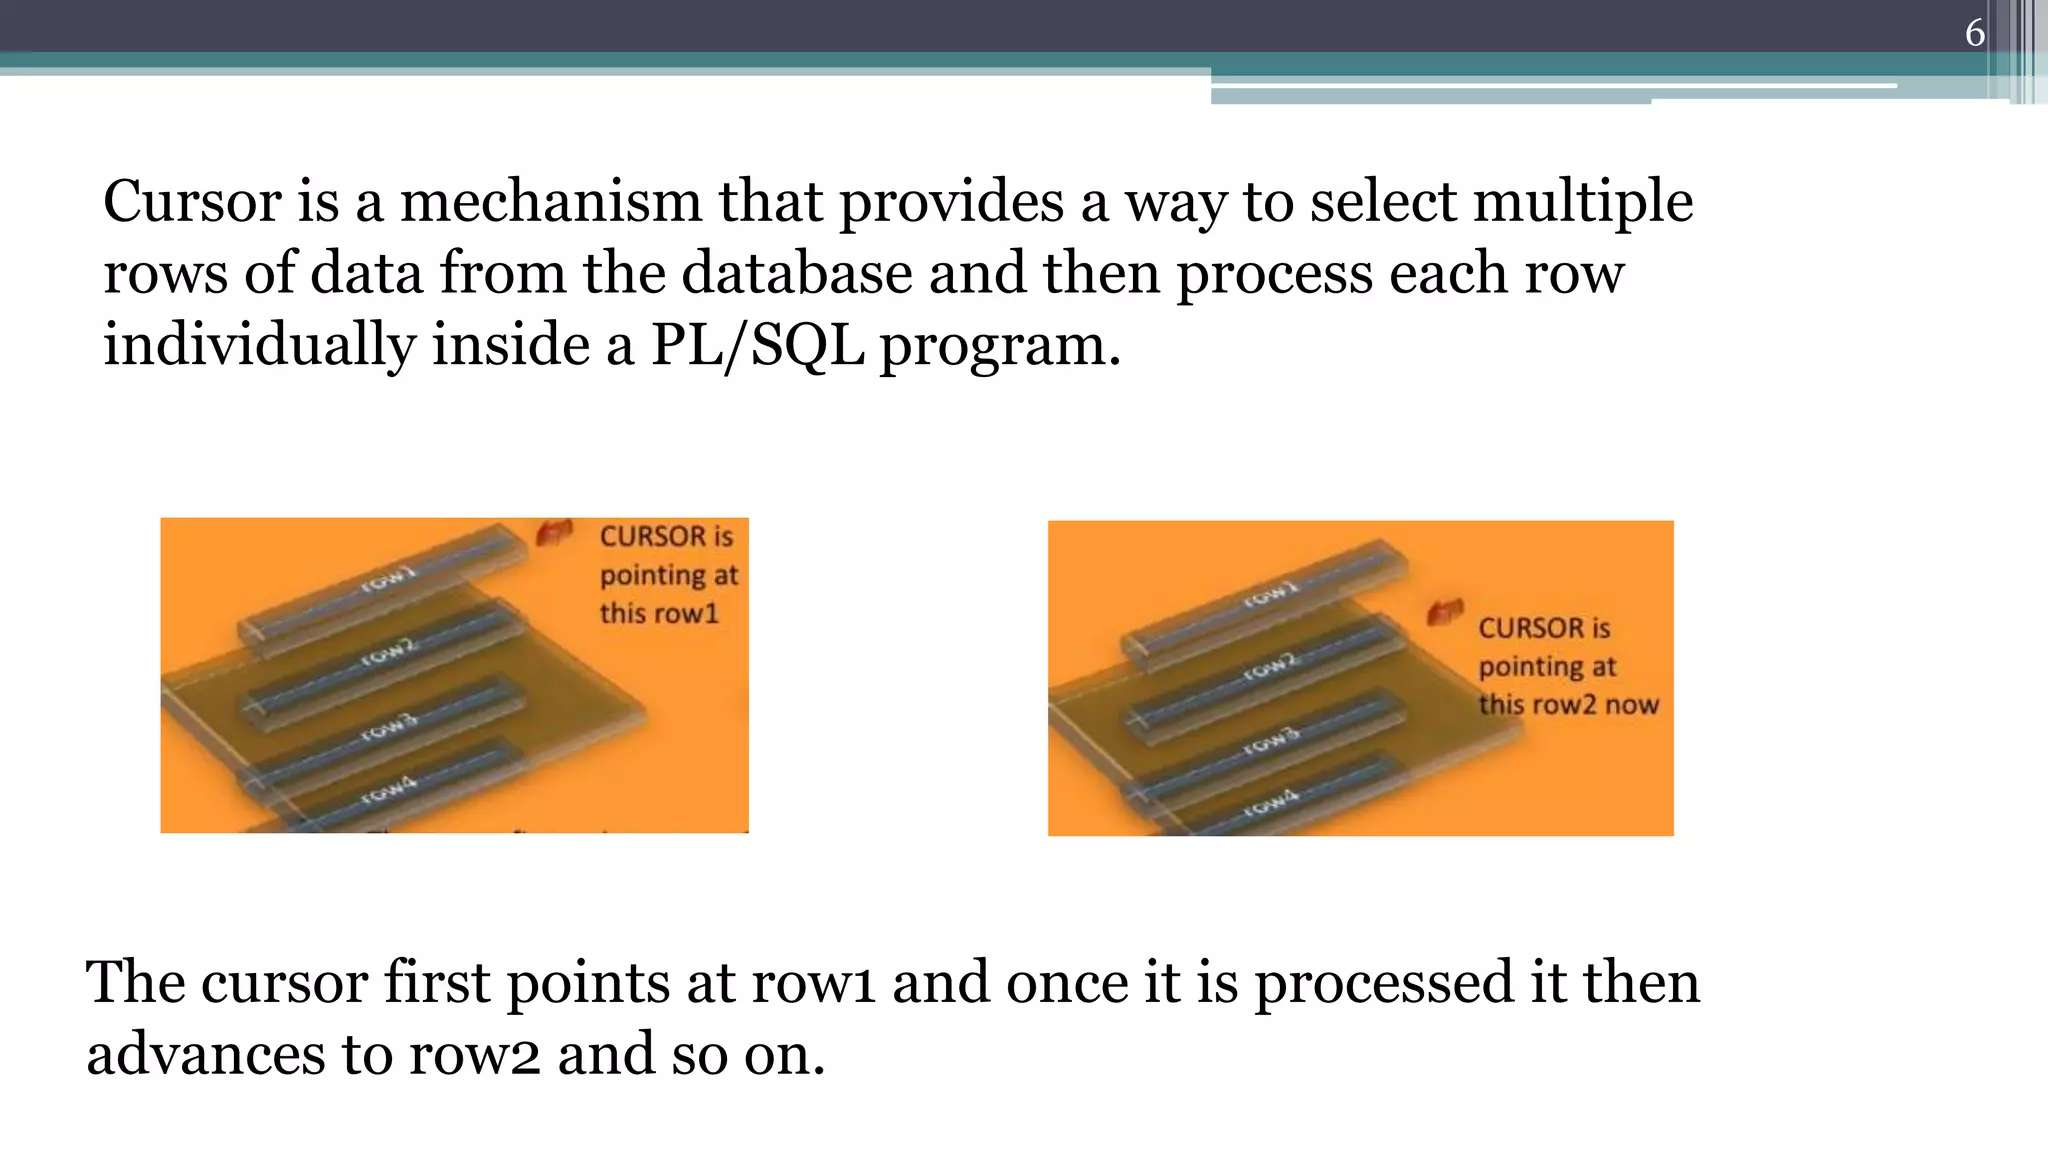 6
Cursor is a mechanism that provides a way to select multiple
rows of data from the database and then process each row
individually inside a PL/SQL program.
CURSOR is
pointing at
this row1
row1
row2
row3
row4
CURSOR is
pointing at
this row2 now
row1
row2
row3
row4
The cursor first points at row1 and once it is processed it then
advances to row2 and so on.